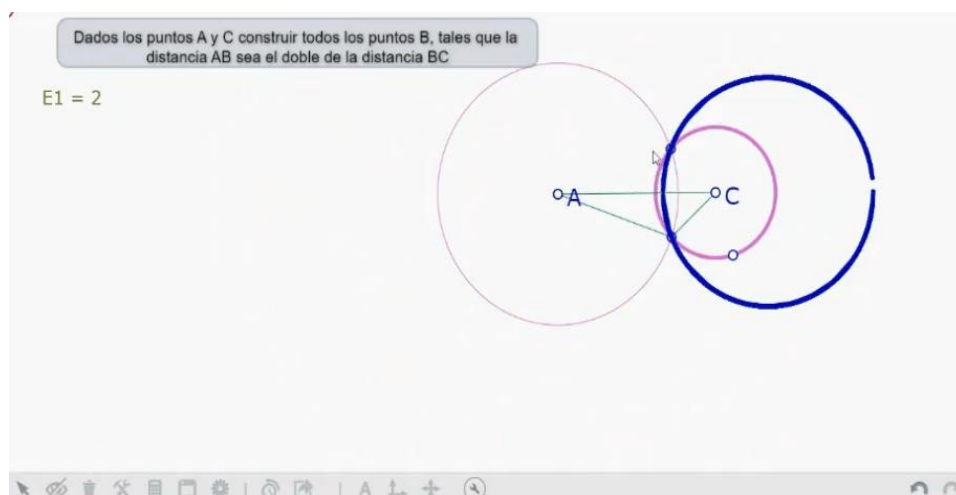 Dados los puntos A y C construir todos los puntos B, tales que la
distancia AB sea el doble de la distancia BC
E1 = 2
A
C
A